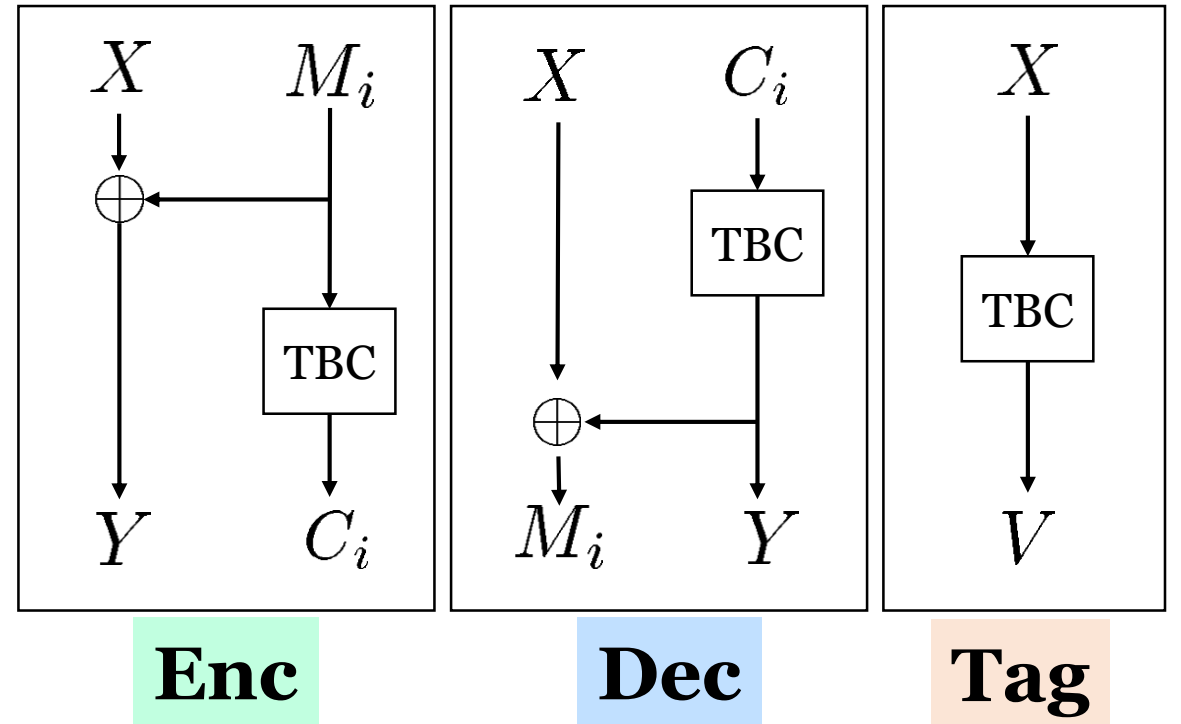 X M_i
TBC
Y C_i
Enc
X C_i
TBC
M_i Y
Dec
X
TBC
V
Tag